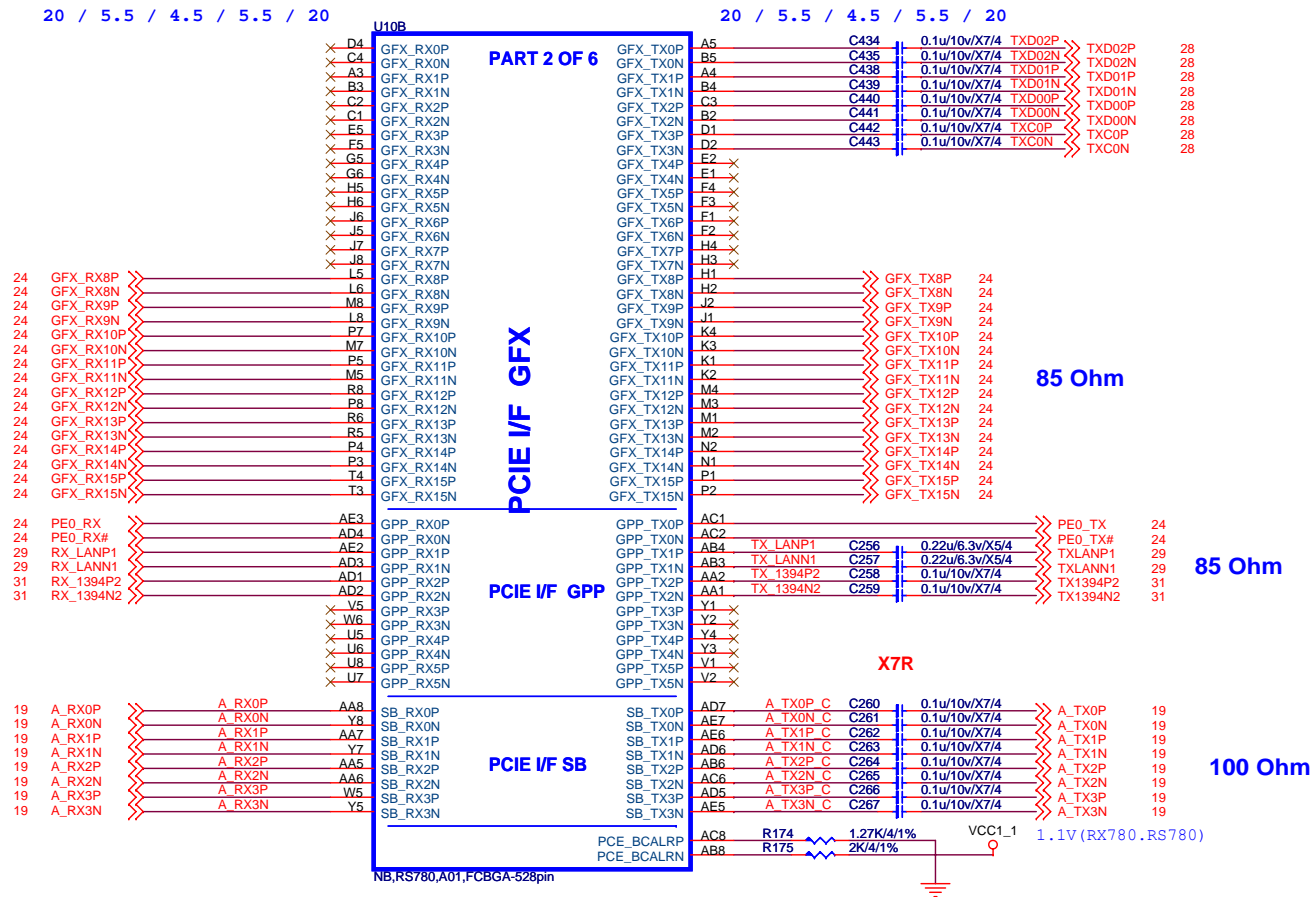 20 / 5.5 / 4.5 / 5.5 / 20
20 / 5.5 / 4.5 / 5.5 / 20
U10B
PART 2 OF 6
D4 GFX_RX0P GFX_TX0P A5 C434 0.1u/10v/X7/4 TXD02P TXD02P 28
C4 GFX_RX0N GFX_TX0N B5 C435 0.1u/10v/X7/4 TXD02N TXD02N 28
A3 GFX_RX1P GFX_TX1P A4 C438 0.1u/10v/X7/4 TXD01P TXD01P 28
B3 GFX_RX1N GFX_TX1N B4 C439 0.1u/10v/X7/4 TXD01N TXD01N 28
C2 GFX_RX2P GFX_TX2P C3 C440 0.1u/10v/X7/4 TXD00P TXD00P 28
C1 GFX_RX2N GFX_TX2N B2 C441 0.1u/10v/X7/4 TXD00N TXD00N 28
E5 GFX_RX3P GFX_TX3P D1 C442 0.1u/10v/X7/4 TXC0P TXC0P 28
F5 GFX_RX3N GFX_TX3N D2 C443 0.1u/10v/X7/4 TXC0N TXC0N 28
G5 GFX_RX4P GFX_TX4P E2
G6 GFX_RX4N GFX_TX4N E1
H5 GFX_RX5P GFX_TX5P F4
H6 GFX_RX5N GFX_TX5N F3
J6 GFX_RX6P GFX_TX6P F1
J5 GFX_RX6N GFX_TX6N F2
J7 GFX_RX7P GFX_TX7P H4
J8 GFX_RX7N GFX_TX7N H3
24 GFX_RX8P L5 GFX_RX8P GFX_TX8P H1 GFX_TX8P 24
24 GFX_RX8N L6 GFX_RX8N GFX_TX8N H2 GFX_TX8N 24
24 GFX_RX9P M8 GFX_RX9P GFX_TX9P J2 GFX_TX9P 24
24 GFX_RX9N L8 GFX_RX9N GFX_TX9N J1 GFX_TX9N 24
24 GFX_RX10P P7 GFX_RX10P GFX_TX10P K4 GFX_TX10P 24
24 GFX_RX10N M7 GFX_RX10N GFX_TX10N K3 GFX_TX10N 24
24 GFX_RX11P P5 GFX_RX11P GFX_TX11P K1 GFX_TX11P 24
24 GFX_RX11N M5 GFX_RX11N GFX_TX11N K2 GFX_TX11N 24
24 GFX_RX12P R8 GFX_RX12P GFX_TX12P M4 GFX_TX12P 24
24 GFX_RX12N P8 GFX_RX12N GFX_TX12N M3 GFX_TX12N 24
24 GFX_RX13P R6 GFX_RX13P GFX_TX13P M1 GFX_TX13P 24
24 GFX_RX13N R5 GFX_RX13N GFX_TX13N M2 GFX_TX13N 24
24 GFX_RX14P P4 GFX_RX14P GFX_TX14P N2 GFX_TX14P 24
24 GFX_RX14N P3 GFX_RX14N GFX_TX14N N1 GFX_TX14N 24
24 GFX_RX15P T4 GFX_RX15P GFX_TX15P P1 GFX_TX15P 24
24 GFX_RX15N T3 GFX_RX15N GFX_TX15N P2 GFX_TX15N 24
PCIE I/F GFX
85 Ohm
24 PE0_RX AE3 GPP_RX0P GPP_TX0P AC1 PE0_TX 24
24 PE0_RX# AD4 GPP_RX0N GPP_TX0N AC2 PE0_TX# 24
29 RX_LANP1 AE2 GPP_RX1P GPP_TX1P AB4 TX_LANP1 C256 0.22u/6.3v/X5/4 TXLANP1 29
29 RX_LANN1 AD3 GPP_RX1N GPP_TX1N AB3 TX_LANN1 C257 0.22u/6.3v/X5/4 TXLANN1 29
31 RX_1394P2 AD1 GPP_RX2P GPP_TX2P AA2 TX_1394P2 C258 0.1u/10v/X7/4 TX1394P2 31
31 RX_1394N2 AD2 GPP_RX2N GPP_TX2N AA1 TX_1394N2 C259 0.1u/10v/X7/4 TX1394N2 31
V5 GPP_RX3P GPP_TX3P Y1
W6 GPP_RX3N GPP_TX3N Y2
U5 GPP_RX4P GPP_TX4P Y4
U6 GPP_RX4N GPP_TX4N Y3
U8 GPP_RX5P GPP_TX5P V1
U7 GPP_RX5N GPP_TX5N V2
PCIE I/F GPP
85 Ohm
X7R
19 A_RX0P A_RX0P AA8 SB_RX0P SB_TX0P AD7 A_TX0P_C C260 0.1u/10v/X7/4 A_TX0P 19
19 A_RX0N A_RX0N Y8 SB_RX0N SB_TX0N AE7 A_TX0N_C C261 0.1u/10v/X7/4 A_TX0N 19
19 A_RX1P A_RX1P AA7 SB_RX1P SB_TX1P AE6 A_TX1P_C C262 0.1u/10v/X7/4 A_TX1P 19
19 A_RX1N A_RX1N Y7 SB_RX1N SB_TX1N AD6 A_TX1N_C C263 0.1u/10v/X7/4 A_TX1N 19
19 A_RX2P A_RX2P AA5 SB_RX2P SB_TX2P AB6 A_TX2P_C C264 0.1u/10v/X7/4 A_TX2P 19
19 A_RX2N A_RX2N AA6 SB_RX2N SB_TX2N AC6 A_TX2N_C C265 0.1u/10v/X7/4 A_TX2N 19
19 A_RX3P A_RX3P W5 SB_RX3P SB_TX3P AD5 A_TX3P_C C266 0.1u/10v/X7/4 A_TX3P 19
19 A_RX3N A_RX3N Y5 SB_RX3N SB_TX3N AE5 A_TX3N_C C267 0.1u/10v/X7/4 A_TX3N 19
PCIE I/F SB
100 Ohm
PCE_BCALRP AC8 R174 1.27K/4/1% VCC1_1 1.1V(RX780.RS780)
PCE_BCALRN AB8 R175 2K/4/1%
NB,RS780,A01,FCBGA-528pin